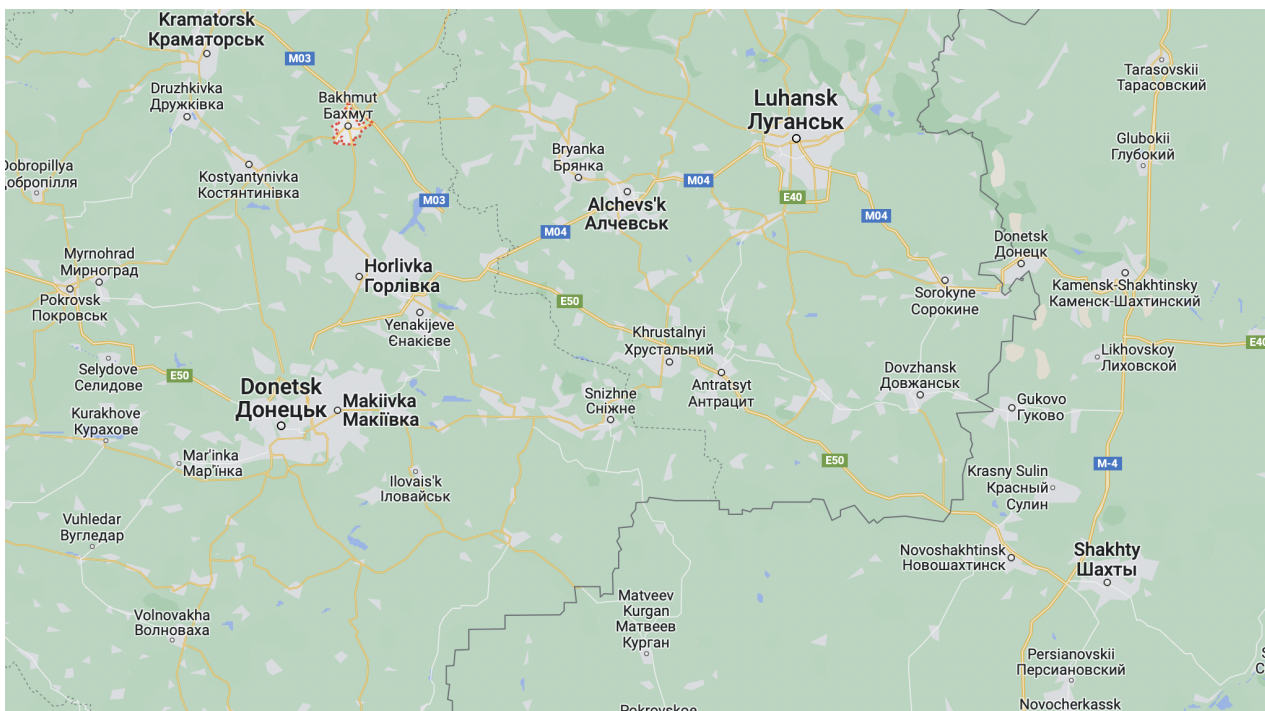 Kramatorsk
Краматорськ
M03
Tarasovskii
Тарасовский
Druzhkivka
Дружківка
Bakhmut
Бахмут
Luhansk
Луганськ
Glubokii
Глубокий
Bryanka
Брянка
Dobropillya
Kostyantynivka
Костянтинівка
M04
Alchevs'k
Алчевськ
E40
M03
M04
M04
Donetsk
Донецк
Myrnohrad
Мирноград
Horlivka
Горлівка
Kamensk-Shakhtinsky
Каменск-Шахтинский
Pokrovsk
Покровськ
E50
Sorokyne
Сорокине
Yenakijeve
Єнакієве
Khrustalnyi
Хрустальний
E40
Likhovskoy
Лиховской
Selydove
Селидове
E50
Donetsk
Донецьк
Makiivka
Макіївка
Snizhne
Сніжне
Antratsyt
Антрацит
Dovzhansk
Довжанськ
Gukovo
Гуково
Kurakhove
Курахове
Mar'inka
Мар'їнка
E50
M-4
Ilovais'k
Іловайськ
Krasny Sulin
Красный
Сулин
Vuhledar
Вугледар
Novoshakhtinsk
Новошахтинск
Shakhty
Шахты
Volnovakha
Волноваха
Matveev
Kurgan
Матвеев
Курган
Persianovskii
Персиановский
Pokrovskoe
Novocherkassk